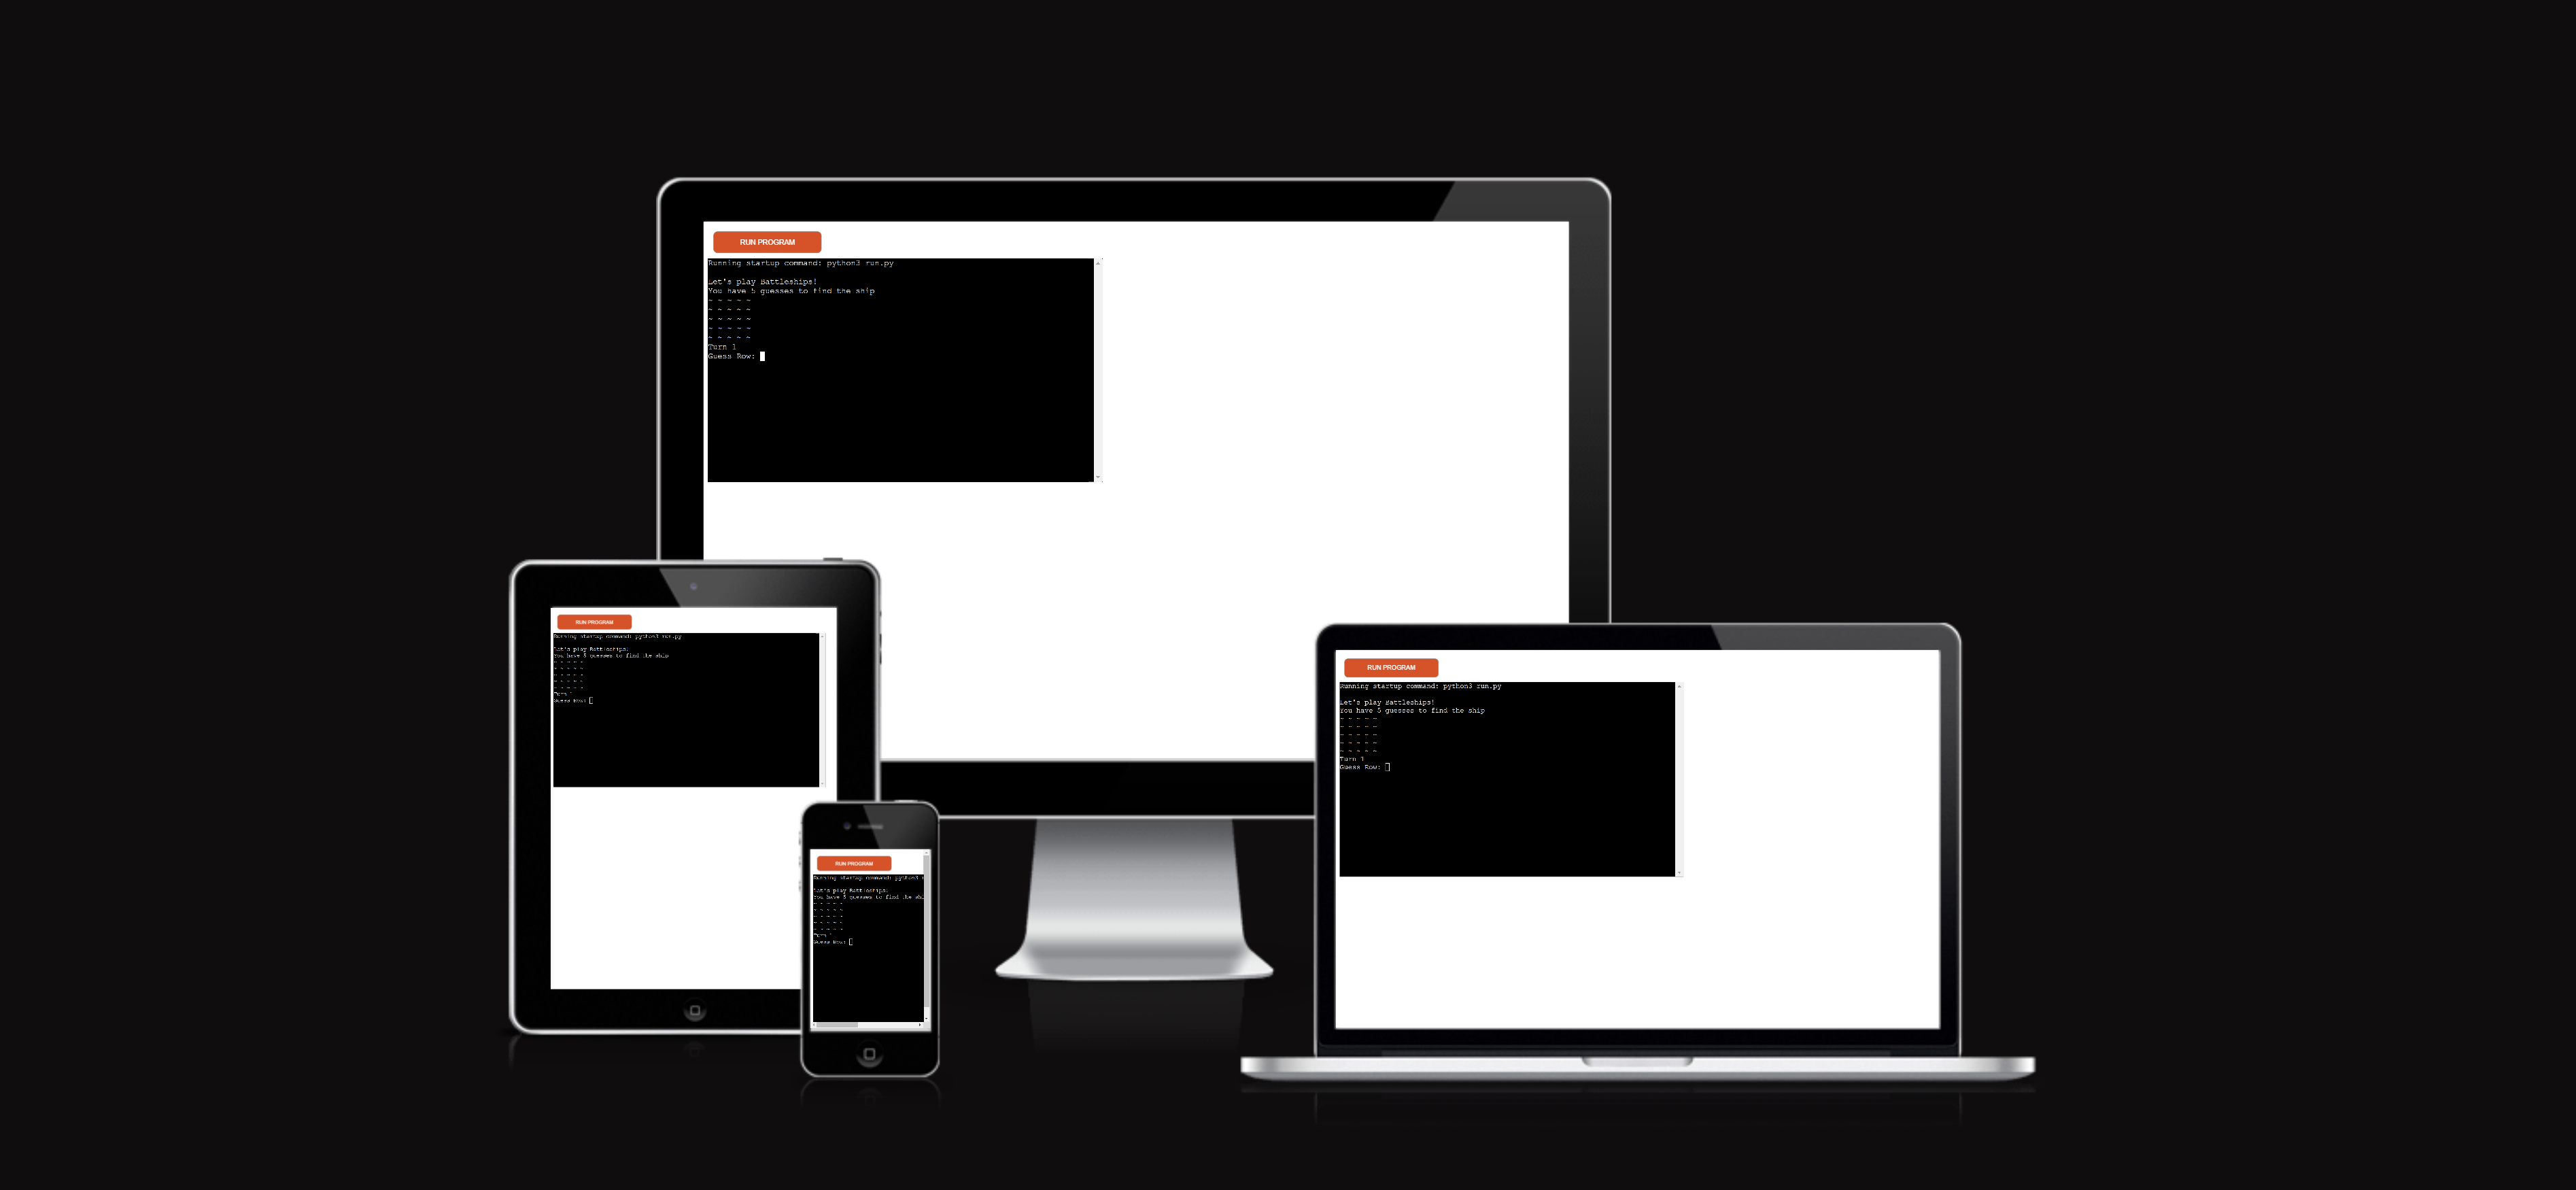 RUN PROGRAM
Running startup command: python3 run.py
Let's play Battleships!
You have 5 guesses to find the ship
~ ~ ~ ~ ~
~ ~ ~ ~ ~
~ ~ ~ ~ ~
~ ~ ~ ~ ~
~ ~ ~ ~ ~
Turn 1
Guess Row:
RUN PROGRAM
Running startup command: python3 run.py
Let's play Battleships!
You have 5 guesses to find the ship
~ ~ ~ ~ ~
~ ~ ~ ~ ~
~ ~ ~ ~ ~
~ ~ ~ ~ ~
~ ~ ~ ~ ~
Turn 1
Guess Row:
RUN PROGRAM
Running startup command: python3 r
Let's play Battleships!
You have 5 guesses to find the shi
~ ~ ~ ~ ~
~ ~ ~ ~ ~
~ ~ ~ ~ ~
~ ~ ~ ~ ~
~ ~ ~ ~ ~
Turn 1
Guess Row:
RUN PROGRAM
Running startup command: python3 run.py
Let's play Battleships!
You have 5 guesses to find the ship
~ ~ ~ ~ ~
~ ~ ~ ~ ~
~ ~ ~ ~ ~
~ ~ ~ ~ ~
~ ~ ~ ~ ~
Turn 1
Guess Row: